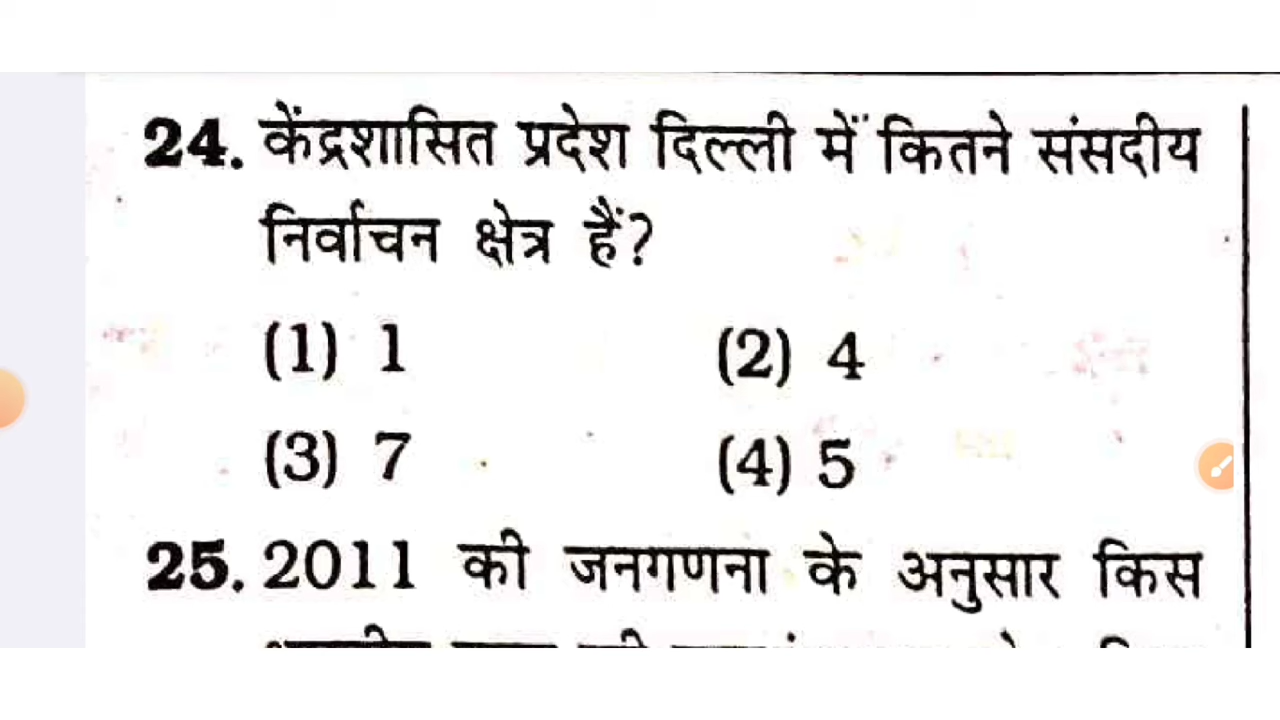 24. केंद्रशासित प्रदेश दिल्ली में कितने संसदीय
निर्वाचन क्षेत्र हैं?
(1) 1 (2) 4
(3) 7 (4) 5
25. 2011 की जनगणना के अनुसार किस